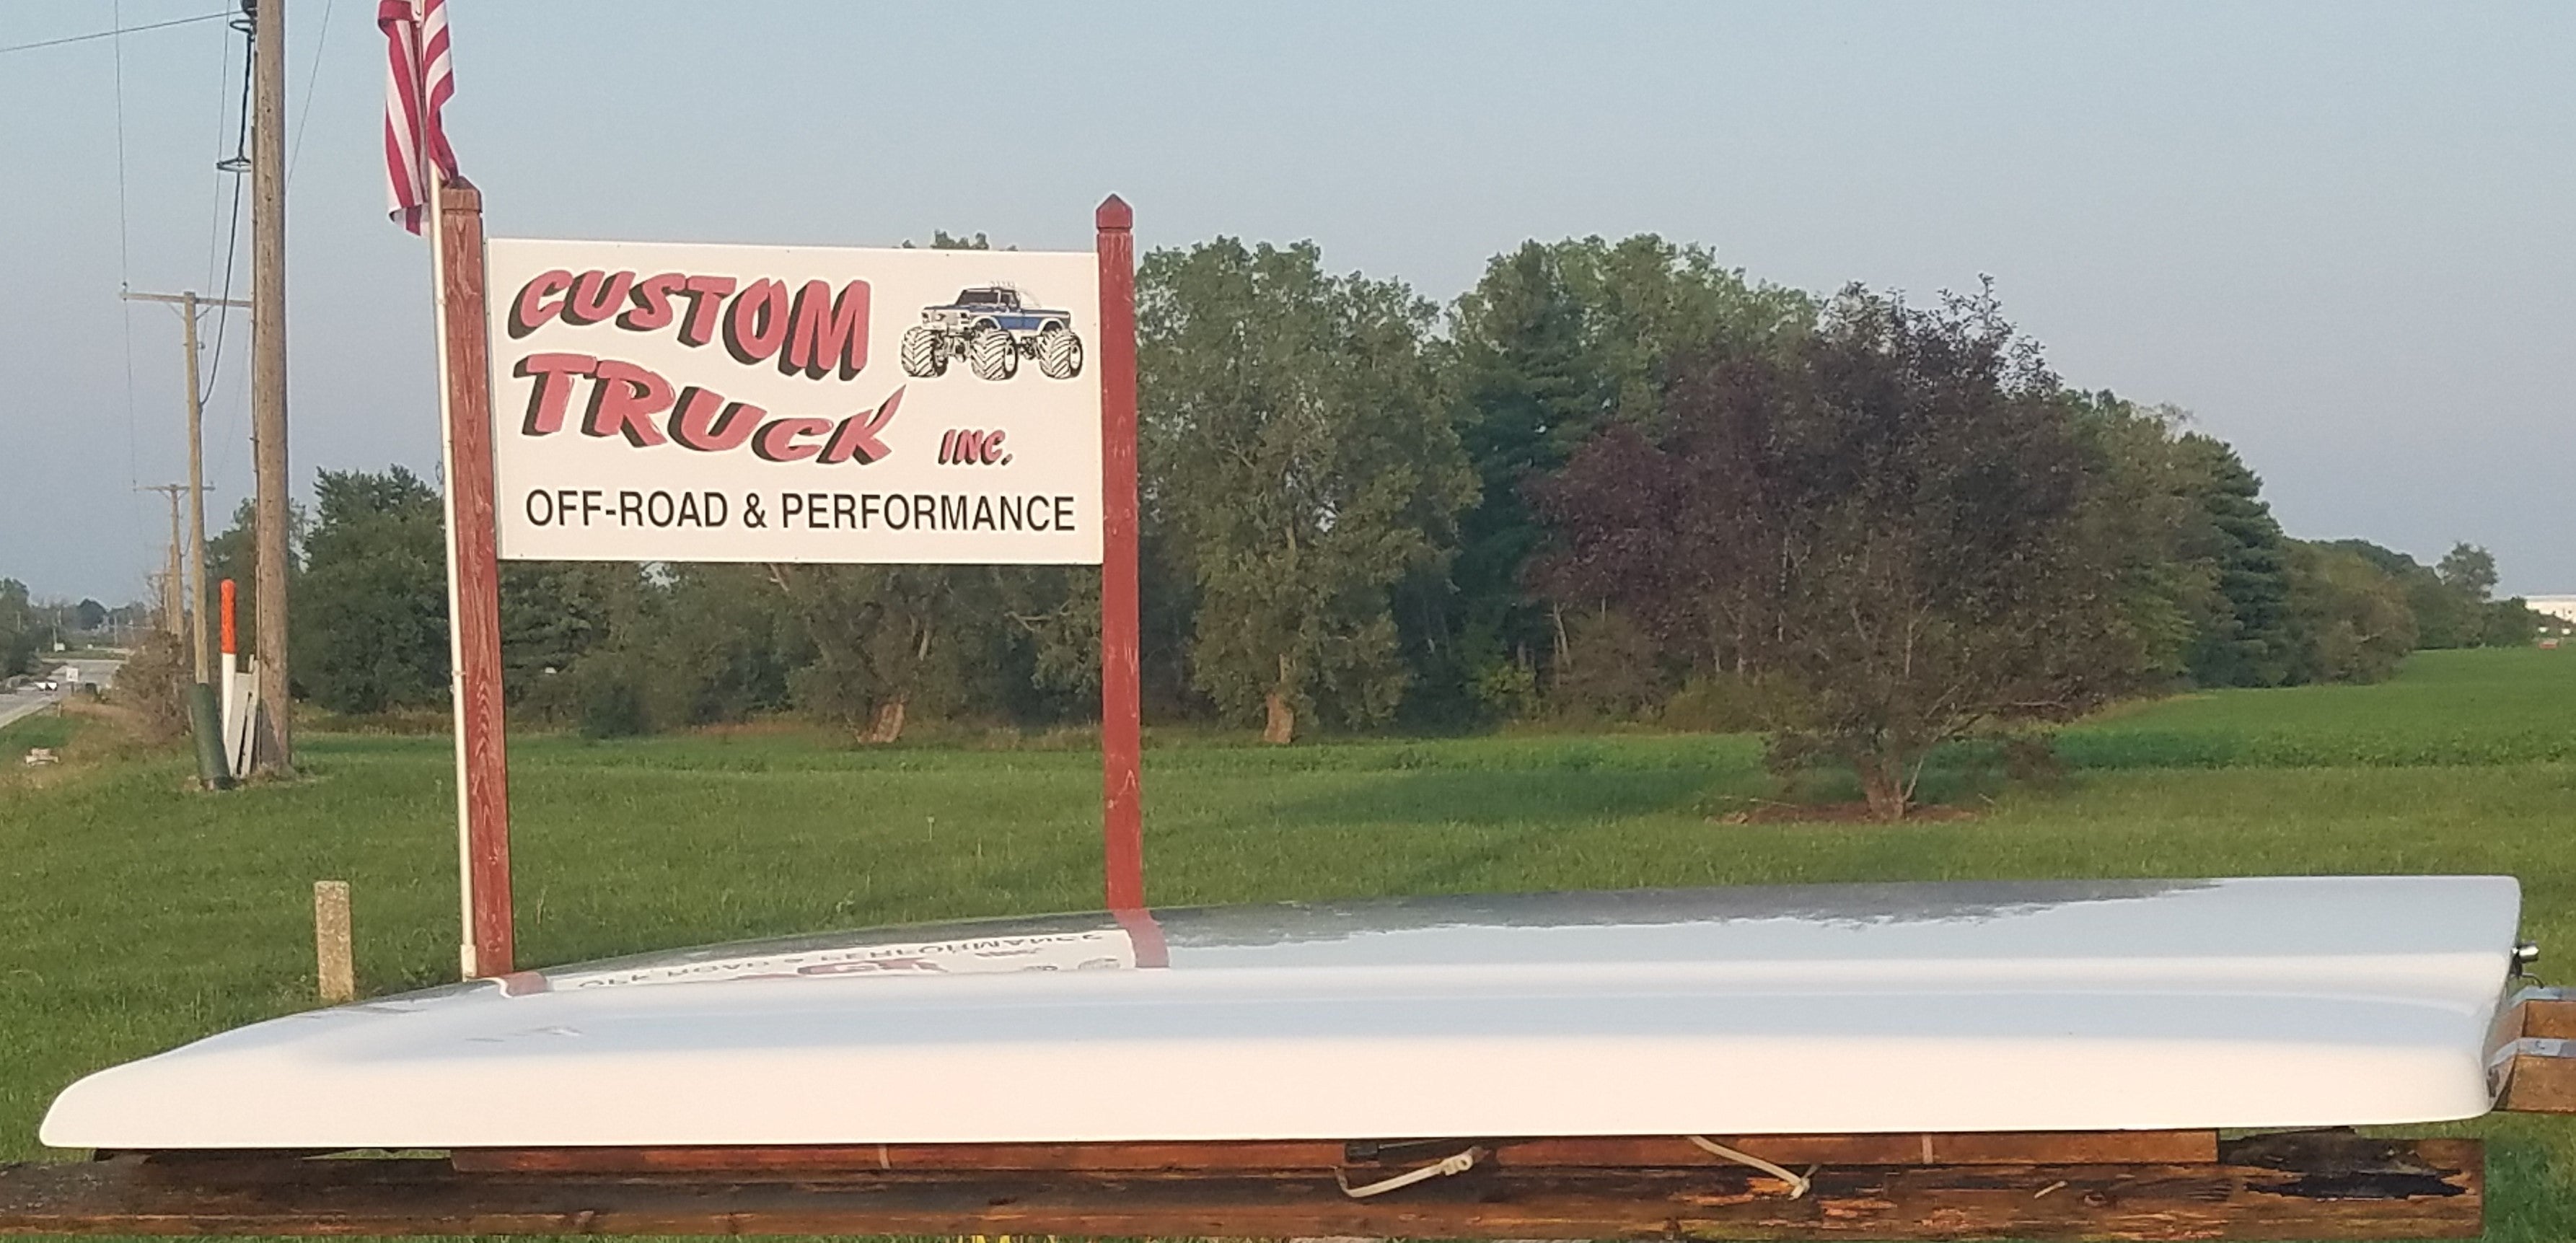 CUSTOM
TRUCK INC.
OFF-ROAD & PERFORMANCE